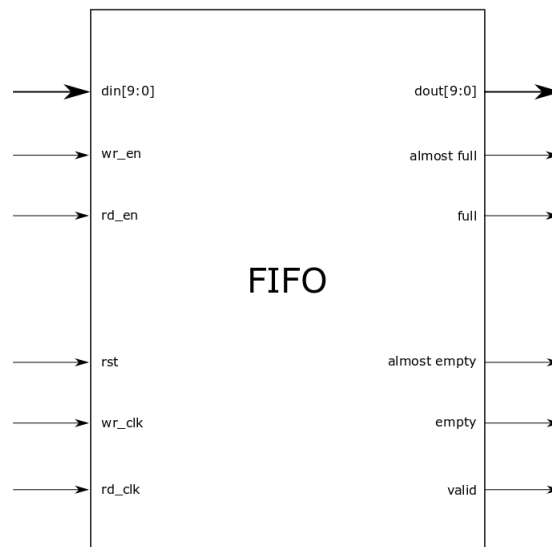 din[9:0]
dout[9:0]
wr_en
almost full
rd_en
full
FIFO
rst
almost empty
wr_clk
empty
rd_clk
valid